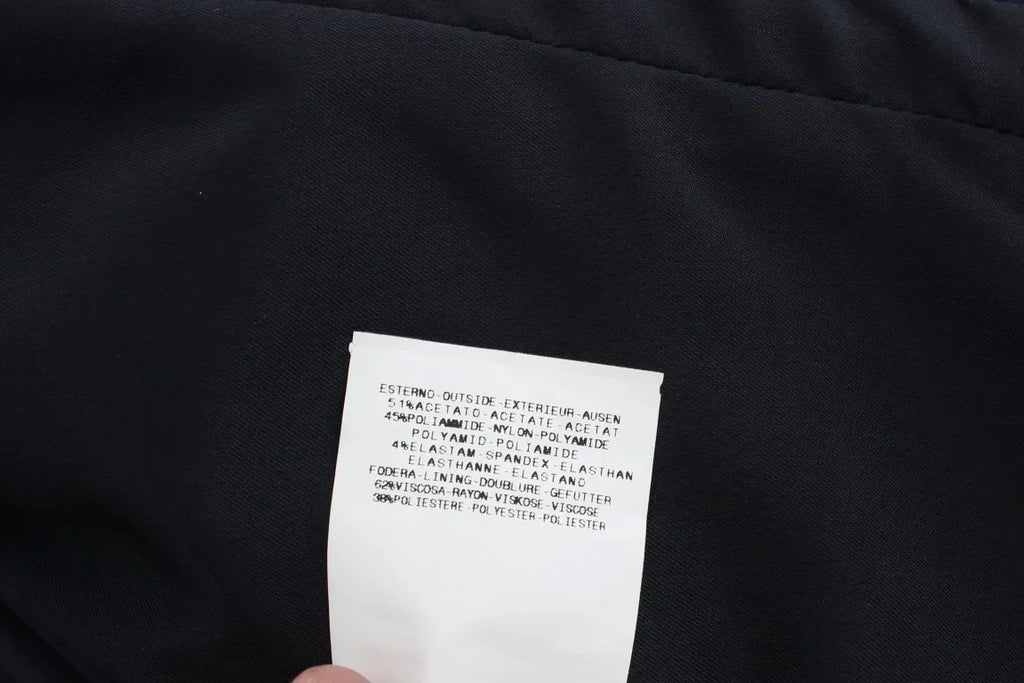 ESTERNO-OUTSIDE-EXTERIEUR-AUSEN
51%ACETATO-ACETATE-ACETAT
45%POLIAMMIDE-NYLON-POLYAMIDE
POLYAMID-POLIAMIDE
4%ELASTAM-SPANDEX-ELASTHAN
ELASTHANNE-ELASTANO
FODERA-LINING-DOUBLURE-GEFUTTER
62%VISCOSA-RAYON-VISKOSE-VISCOSE
38%POLIESTERE-POLYESTER-POLIESTER